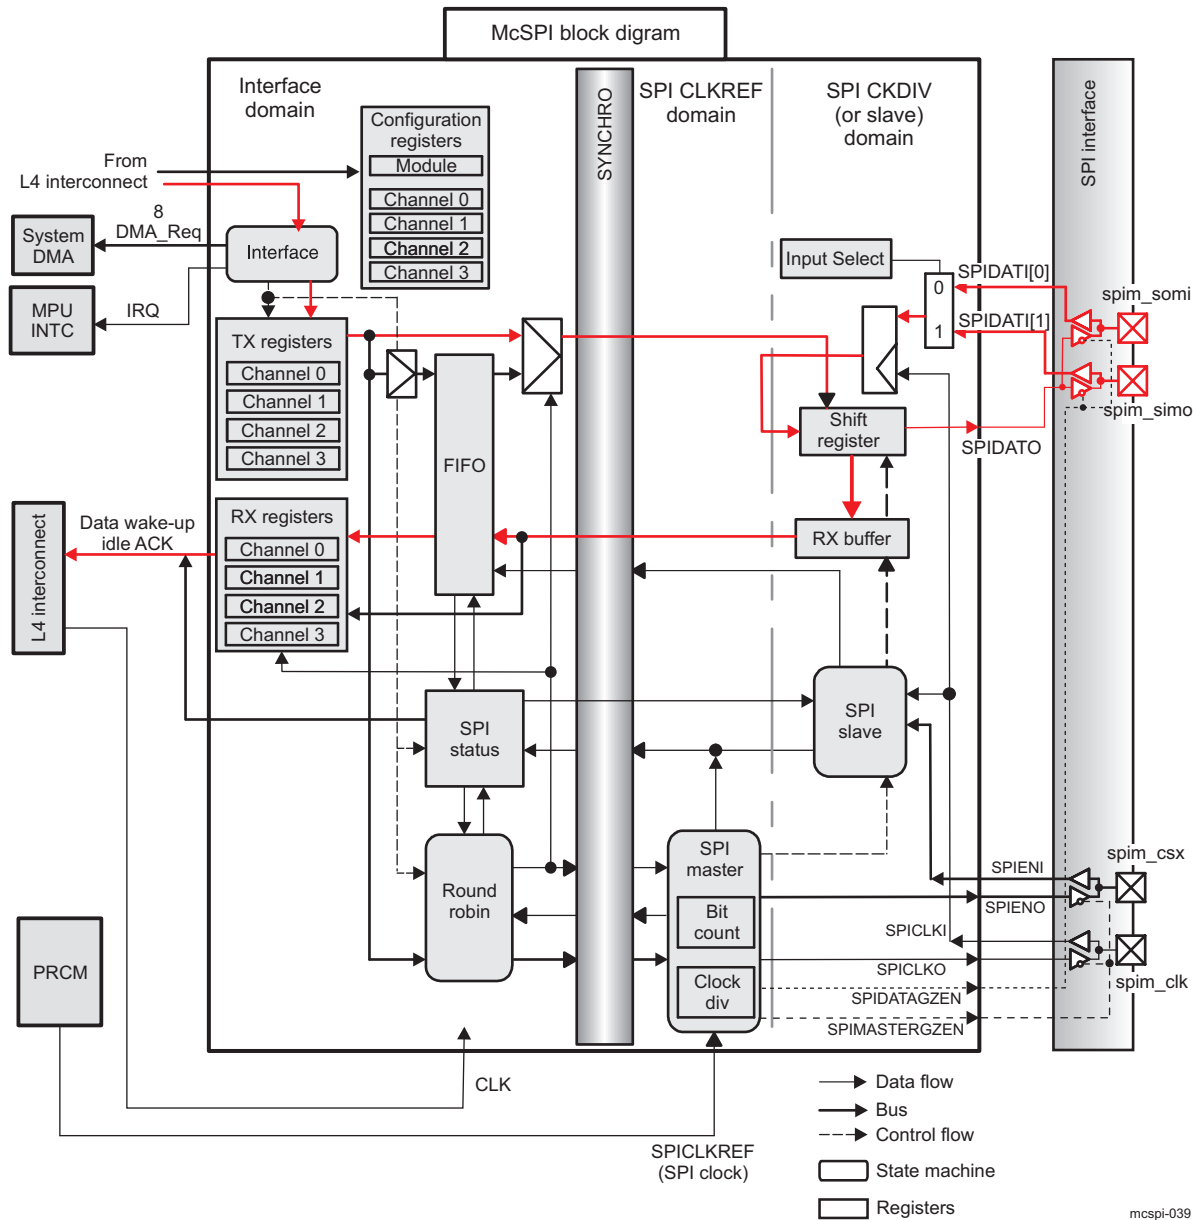 McSPI block digram
Interface
domain
SYNCHRO
SPI CLKREF
domain
SPI CKDIV
(or slave)
domain
SPI interface
Configuration
registers
Module
Channel 0
Channel 1
Channel 2
Channel 3
From
L4 interconnect
8
DMA_Req
System
DMA
Interface
MPU
INTC
IRQ
Input Select
0
1
SPIDATI[0]
SPIDATI[1]
spim_somi
spim_simo
TX registers
Channel 0
Channel 1
Channel 2
Channel 3
FIFO
Shift
register
SPIDATO
RX buffer
Data wake-up
idle ACK
L4 interconnect
RX registers
Channel 0
Channel 1
Channel 2
Channel 3
SPI
status
SPI
slave
Round
robin
SPI
master
Bit
count
Clock
div
SPIENI
SPIENO
SPICLKI
SPICLKO
SPIDATAGZEN
SPIMASTERGZEN
spim_csx
spim_clk
PRCM
CLK
SPICLKREF
(SPI clock)
Data flow
Bus
Control flow
State machine
Registers
mcspi-039